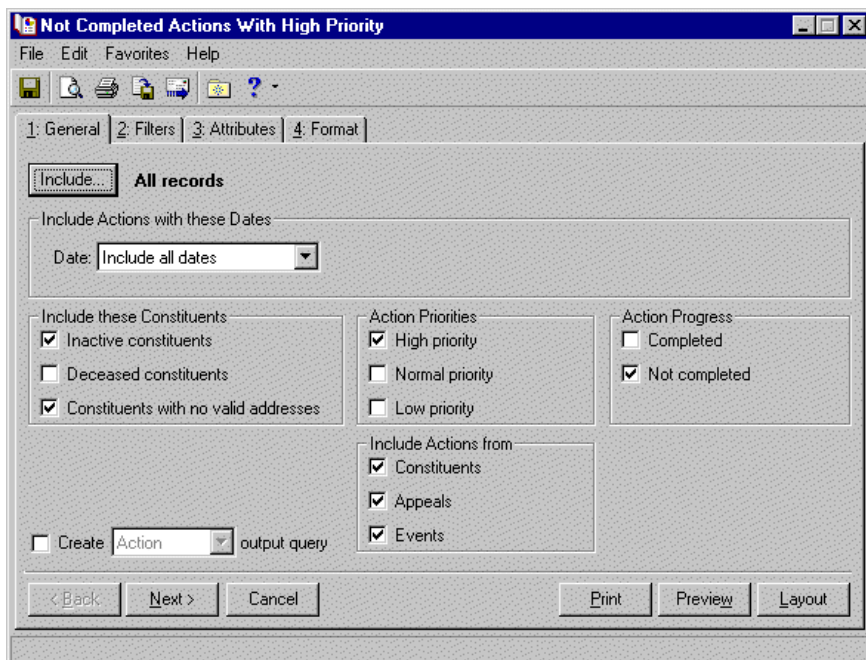 Not Completed Actions With High Priority
File Edit Favorites Help
?
1: General 2: Filters 3: Attributes 4: Format
Include... All records
Include Actions with these Dates
Date: Include all dates
Include these Constituents
Inactive constituents
Deceased constituents
Constituents with no valid addresses
Action Priorities
High priority
Normal priority
Low priority
Action Progress
Completed
Not completed
Include Actions from
Constituents
Appeals
Events
Create Action output query
< Back Next > Cancel Print Preview Layout